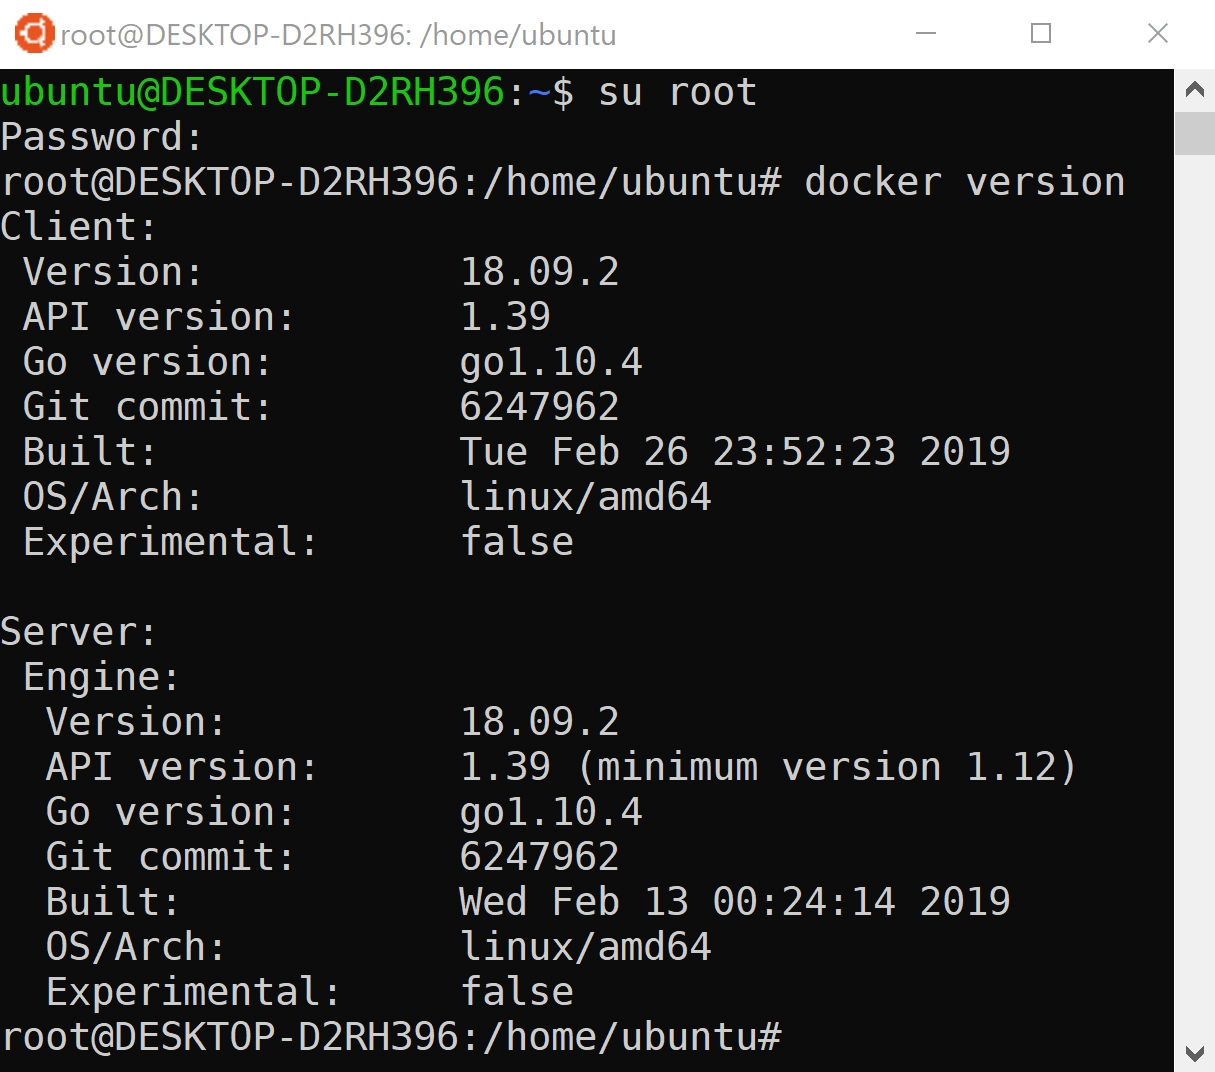 root@DESKTOP-D2RH396: /home/ubuntu
ubuntu@DESKTOP-D2RH396:~$ su root
Password:
root@DESKTOP-D2RH396:/home/ubuntu# docker version
Client:
 Version:           18.09.2
 API version:       1.39
 Go version:        go1.10.4
 Git commit:        6247962
 Built:             Tue Feb 26 23:52:23 2019
 OS/Arch:           linux/amd64
 Experimental:      false

Server:
 Engine:
  Version:          18.09.2
  API version:      1.39 (minimum version 1.12)
  Go version:       go1.10.4
  Git commit:       6247962
  Built:            Wed Feb 13 00:24:14 2019
  OS/Arch:          linux/amd64
  Experimental:     false
root@DESKTOP-D2RH396:/home/ubuntu#